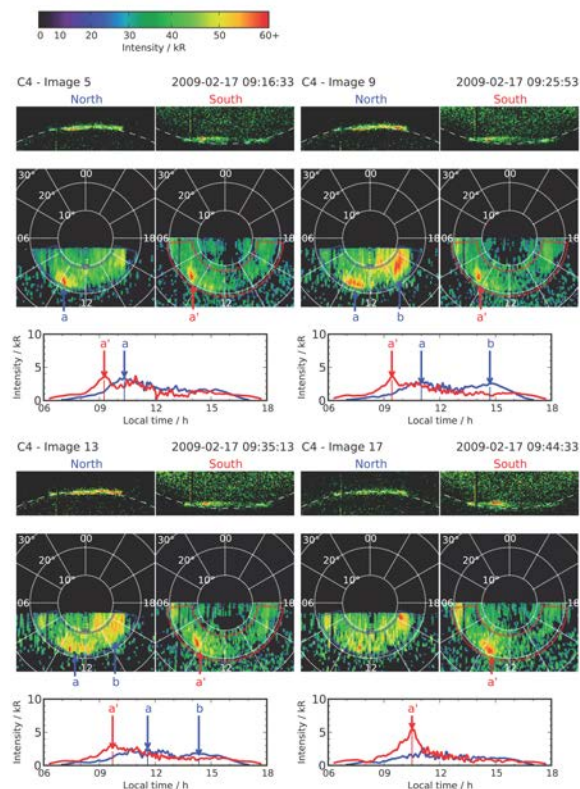 0 10 20 30 40 50 60+
Intensity / kR
C4 - Image 5 2009-02-17 09:16:33
North South
30° 00
20°
10°
06 18
12
a a'
Intensity / kR
10
5
0
a' a
06 09 12 15 18
Local time / h
C4 - Image 9 2009-02-17 09:25:53
North South
30° 00
20°
10°
06 18
12
a b a'
Intensity / kR
10
5
0
a' a b
06 09 12 15 18
Local time / h
C4 - Image 13 2009-02-17 09:35:13
North South
30° 00
20°
10°
06 18
12
a b a'
Intensity / kR
10
5
0
a' a b
06 09 12 15 18
Local time / h
C4 - Image 17 2009-02-17 09:44:33
North South
30° 00
20°
10°
06 18
12
a'
Intensity / kR
10
5
0
a'
06 09 12 15 18
Local time / h